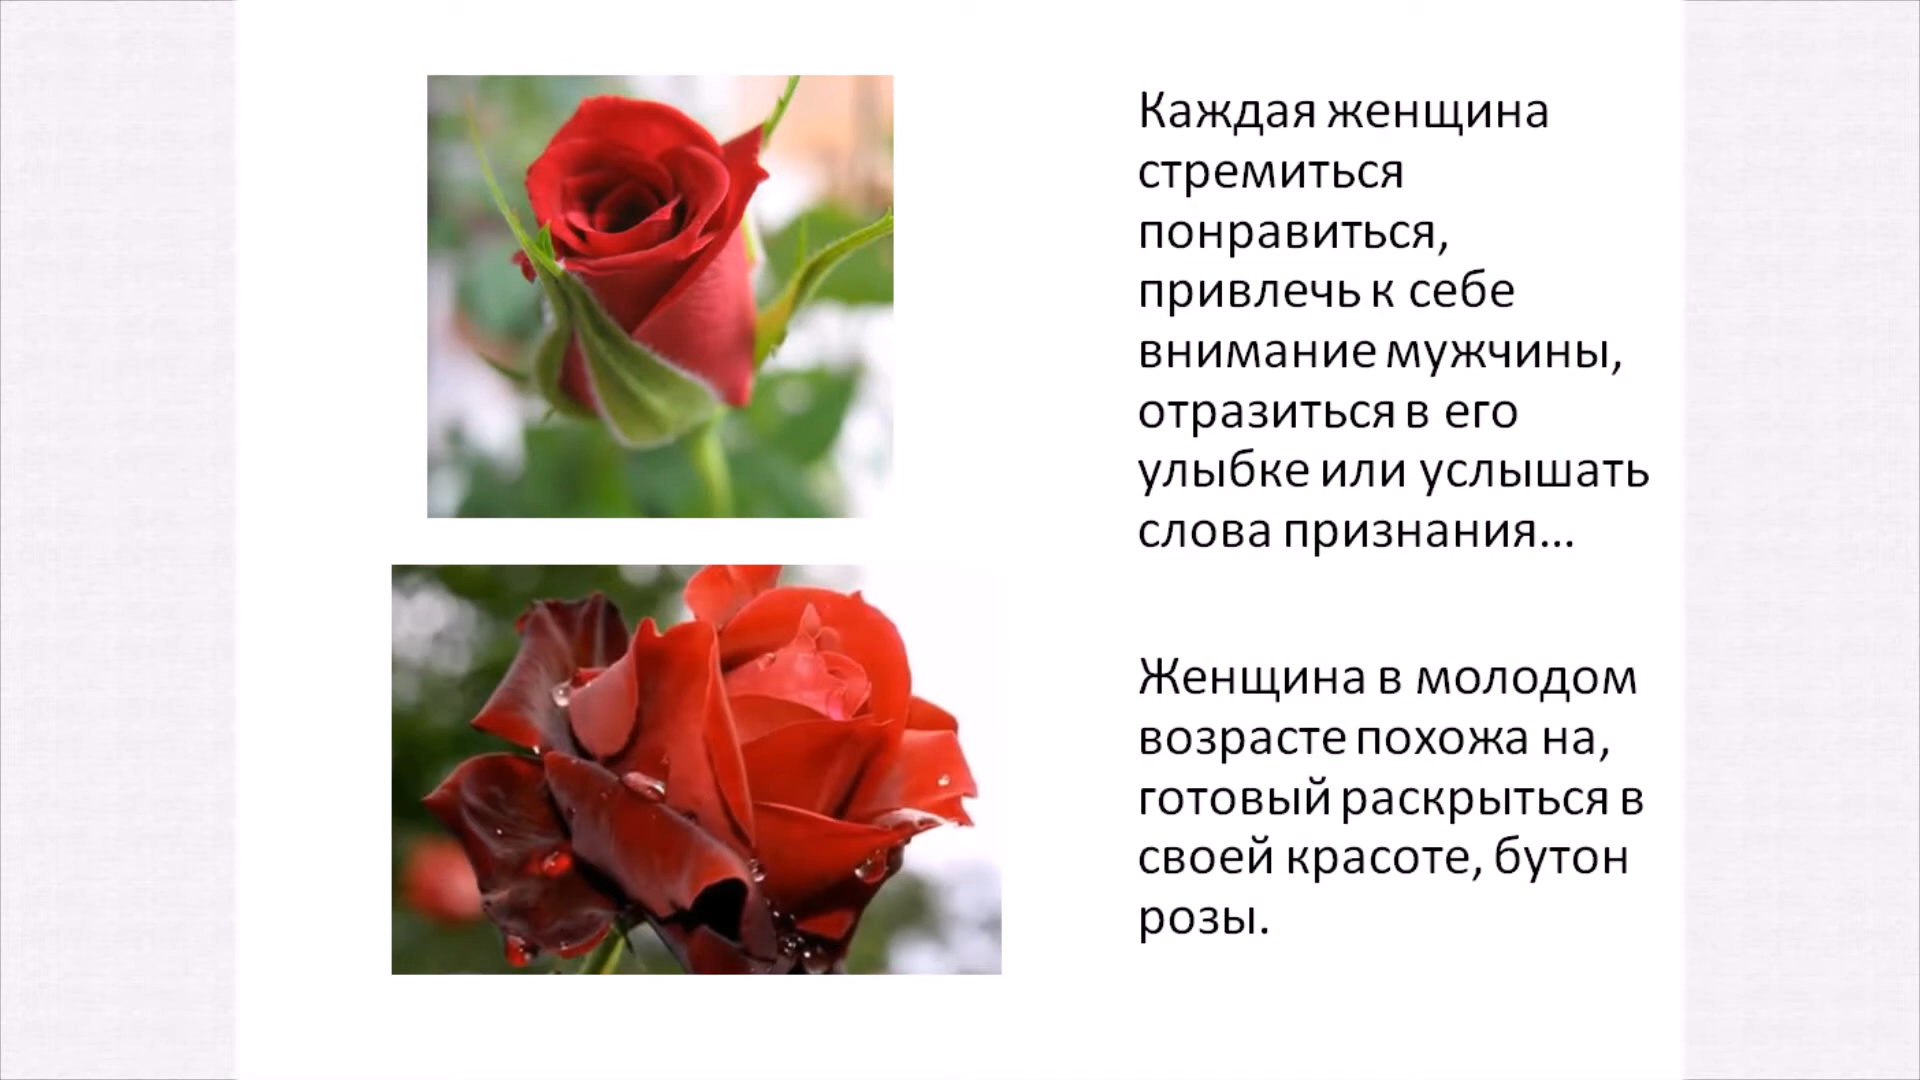 Каждая женщина
стремиться
понравиться,
привлечь к себе
внимание мужчины,
отразиться в его
улыбке или услышать
слова признания...
Женщина в молодом
возрасте похожа на,
готовый раскрыться в
своей красоте, бутон
розы.